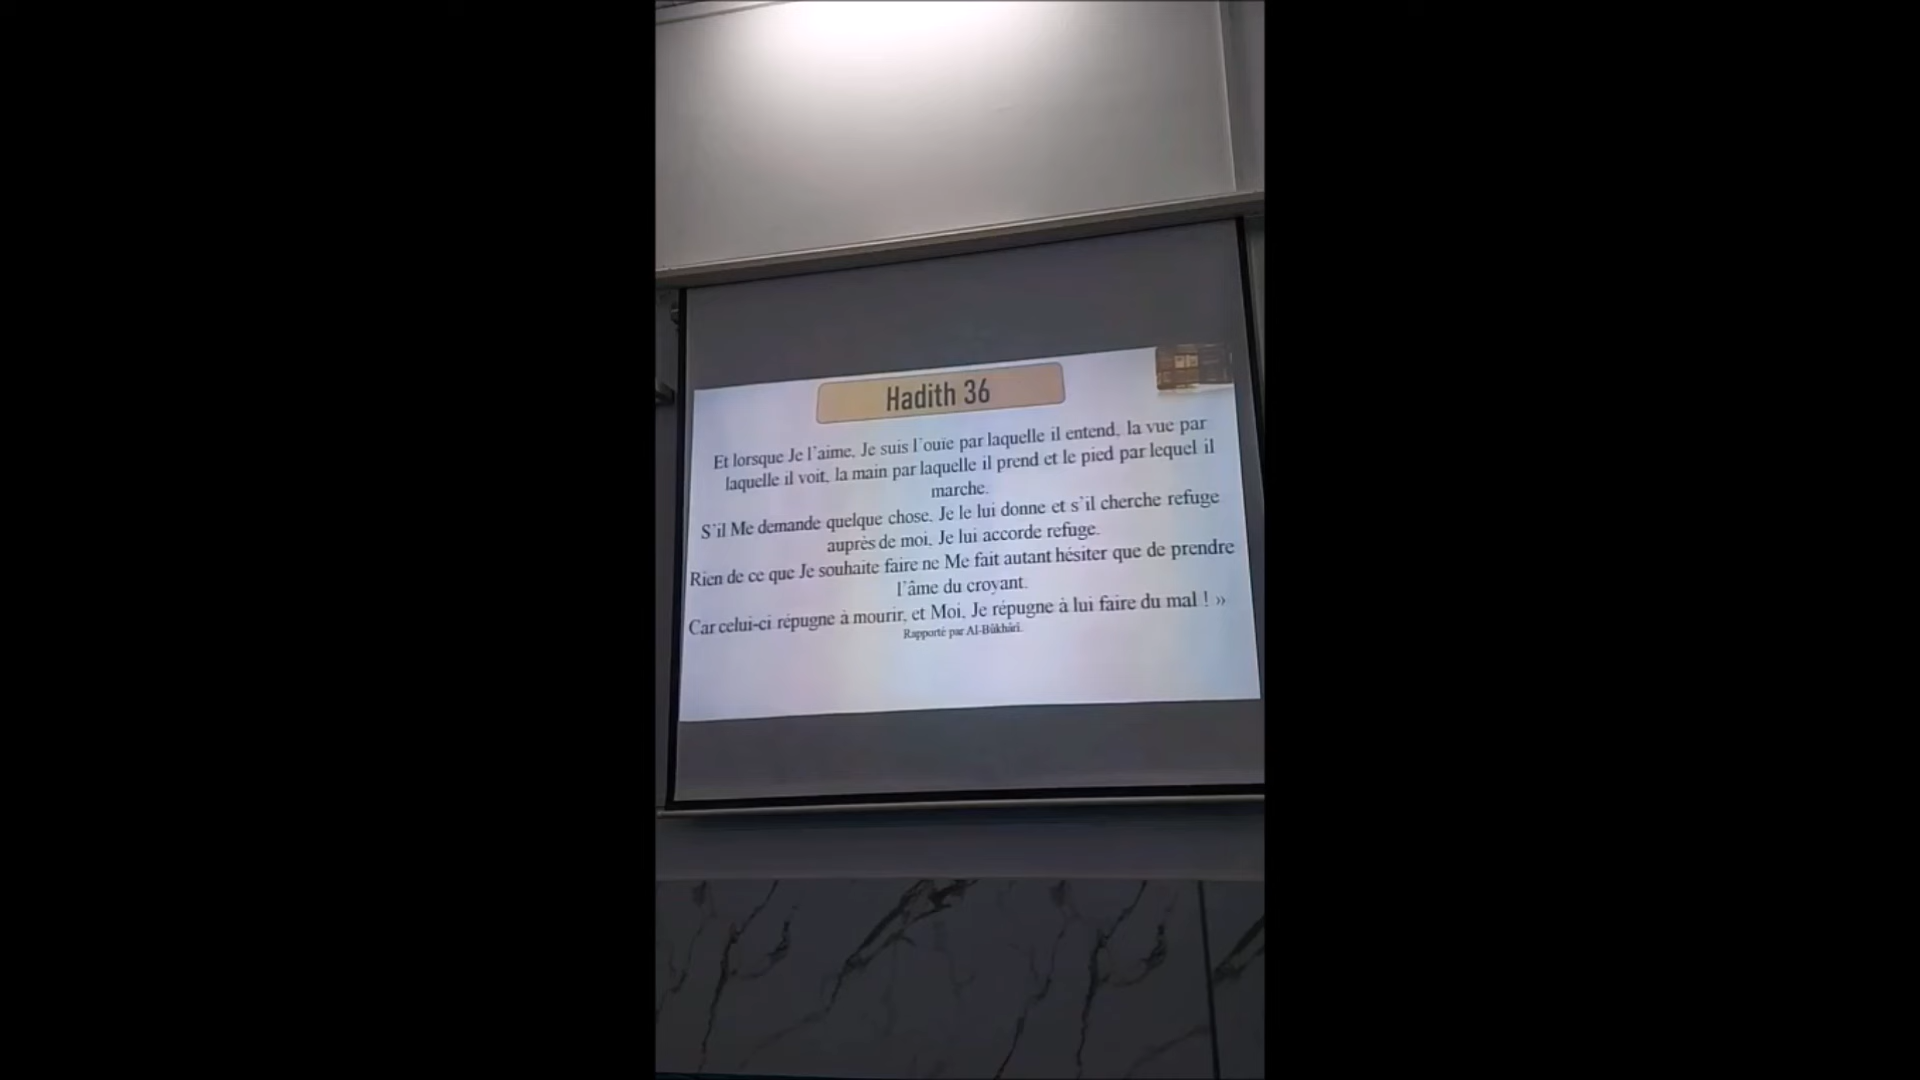 Hadith 36
Et lorsque Je l'aime, Je suis l'ouïe par laquelle il entend, la vue par
laquelle il voit, la main par laquelle il prend et le pied par lequel il
marche.
S'il Me demande quelque chose, Je le lui donne et s'il cherche refuge
auprès de moi, Je lui accorde refuge.
Rien de ce que Je souhaite faire ne Me fait autant hésiter que de prendre
l'âme du croyant.
Car celui-ci répugne à mourir, et Moi, Je répugne à lui faire du mal ! »
Rapporté par Al-Bûkhârî.